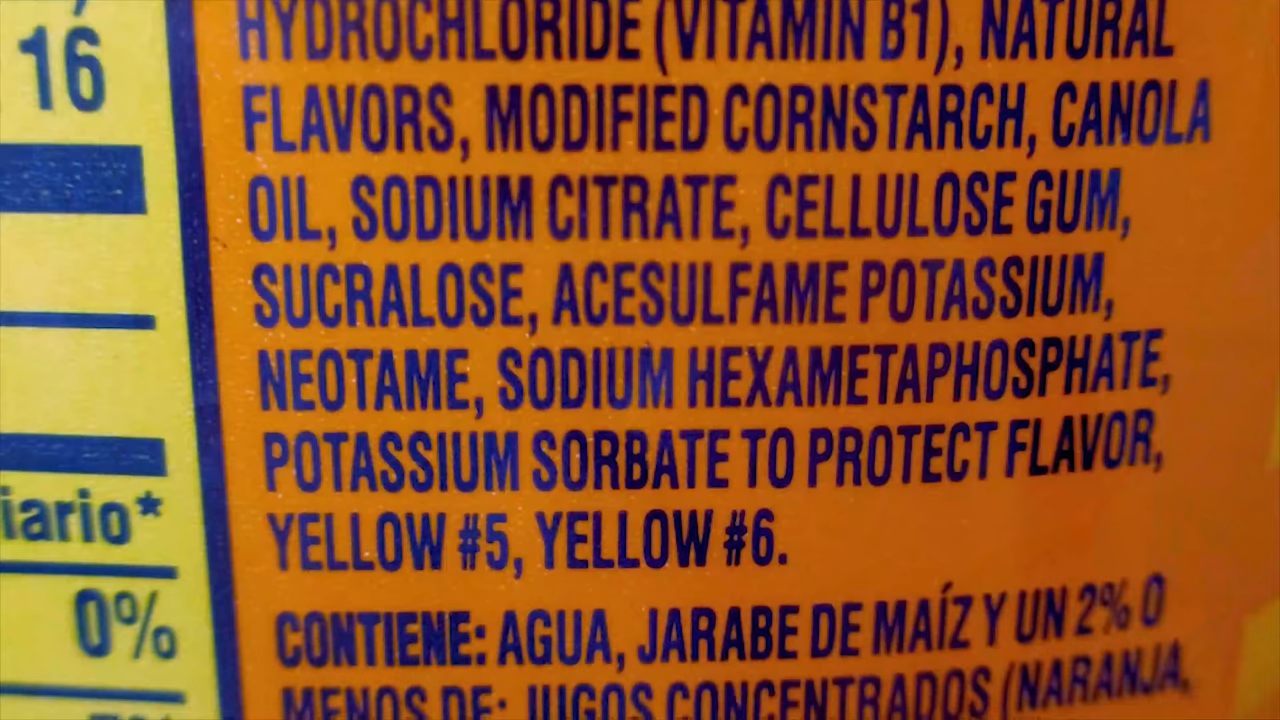 16
HYDROCHLORIDE (VITAMIN B1), NATURAL
FLAVORS, MODIFIED CORNSTARCH, CANOLA
OIL, SODIUM CITRATE, CELLULOSE GUM,
SUCRALOSE, ACESULFAME POTASSIUM,
NEOTAME, SODIUM HEXAMETAPHOSPHATE,
POTASSIUM SORBATE TO PROTECT FLAVOR,
YELLOW #5, YELLOW #6.
iario*
0%
CONTIENE: AGUA, JARABE DE MAÍZ Y UN 2% O
MENOS DE: JUGOS CONCENTRADOS (NARANJA,